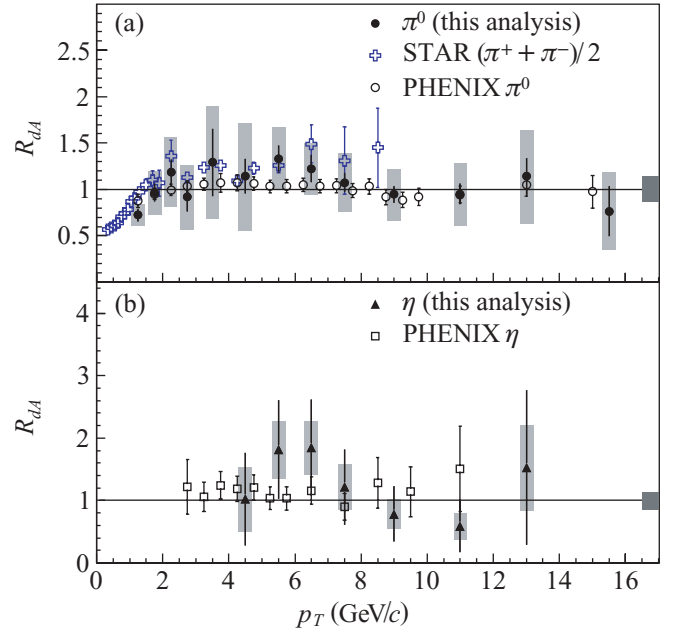 (a)
π⁰ (this analysis)
STAR (π⁺ + π⁻)/2
PHENIX π⁰
R_dA
2.5
2
1.5
1
0.5
(b)
η (this analysis)
PHENIX η
R_dA
4
3
2
1
0
0 2 4 6 8 10 12 14 16
p_T (GeV/c)